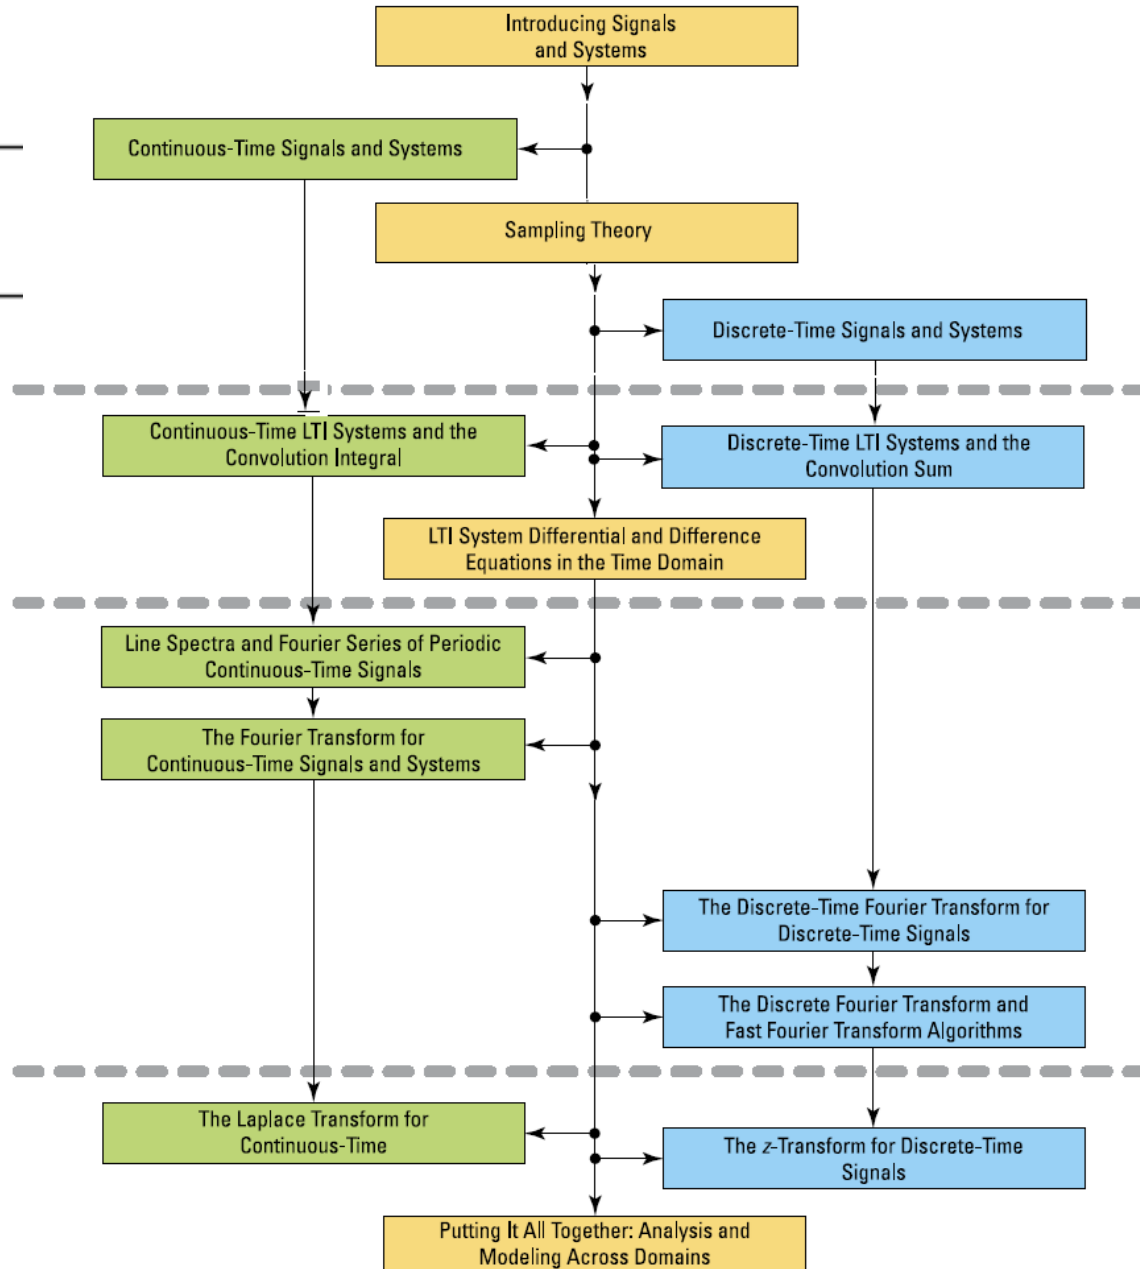 Introducing Signals
and Systems
Continuous-Time Signals and Systems
Sampling Theory
Discrete-Time Signals and Systems
Continuous-Time LTI Systems and the
Convolution Integral
Discrete-Time LTI Systems and the
Convolution Sum
LTI System Differential and Difference
Equations in the Time Domain
Line Spectra and Fourier Series of Periodic
Continuous-Time Signals
The Fourier Transform for
Continuous-Time Signals and Systems
The Discrete-Time Fourier Transform for
Discrete-Time Signals
The Discrete Fourier Transform and
Fast Fourier Transform Algorithms
The Laplace Transform for
Continuous-Time
The z-Transform for Discrete-Time
Signals
Putting It All Together: Analysis and
Modeling Across Domains